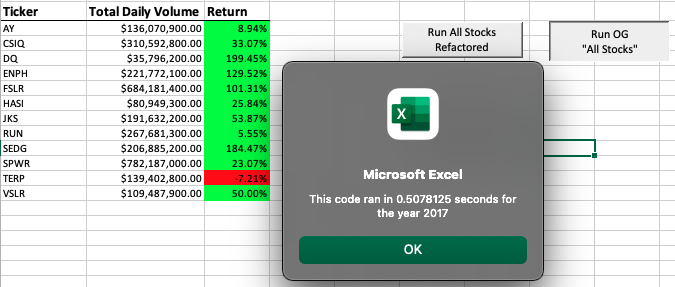 Ticker Total Daily Volume Return
AY $136,070,900.00 8.94%
CSIQ $310,592,800.00 33.07%
DQ $35,796,200.00 199.45%
ENPH $221,772,100.00 129.52%
FSLR $684,181,400.00 101.31%
HASI $80,949,300.00 25.84%
JKS $191,632,200.00 53.87%
RUN $267,681,300.00 5.55%
SEDG $206,885,200.00 184.47%
SPWR $782,187,000.00 23.07%
TERP $139,402,800.00 -7.21%
VSLR $109,487,900.00 50.00%
Run All Stocks
Refactored
Run OG
"All Stocks"
X
Microsoft Excel
This code ran in 0.5078125 seconds for
the year 2017
OK